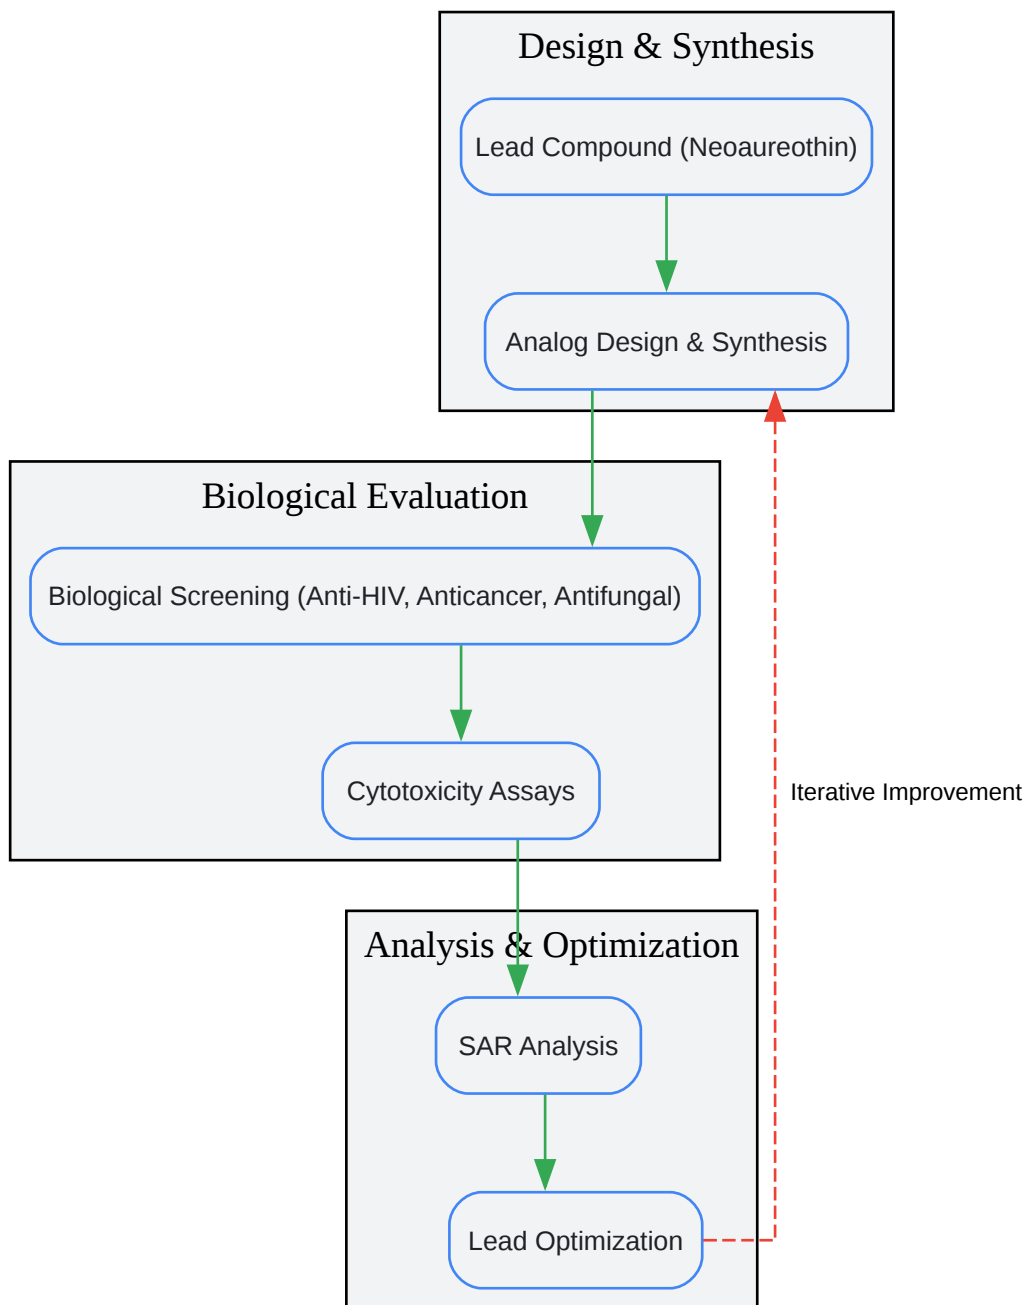 Design & Synthesis
Lead Compound (Neoaureothin)
Analog Design & Synthesis
Biological Evaluation
Biological Screening (Anti-HIV, Anticancer, Antifungal)
Cytotoxicity Assays
Iterative Improvement
Analysis & Optimization
SAR Analysis
Lead Optimization